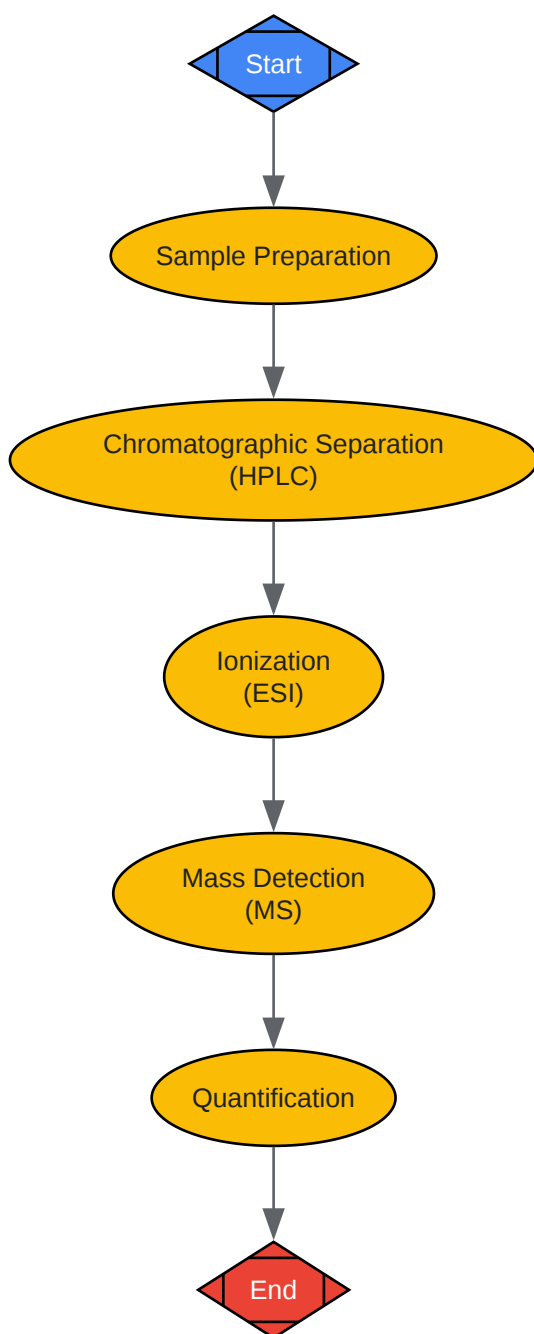 Start
Sample Preparation
Chromatographic Separation
(HPLC)
Ionization
(ESI)
Mass Detection
(MS)
Quantification
End